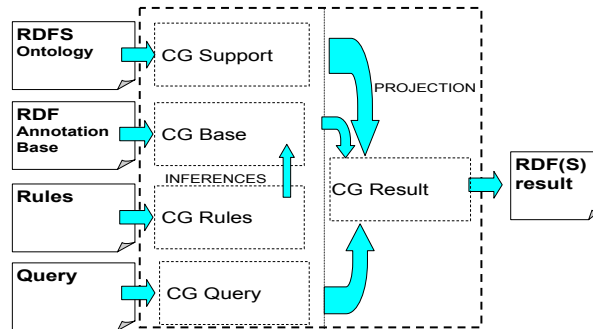 RDFS
Ontology
CG Support
PROJECTION
RDF
Annotation
Base
CG Base
INFERENCES
Rules
CG Rules
CG Result
RDF(S)
result
Query
CG Query